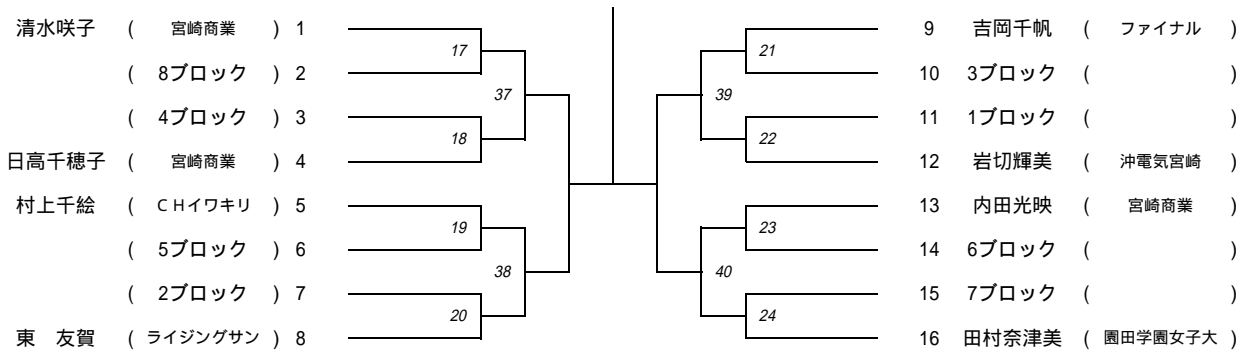 清水咲子 ( 宮崎商業 ) 1
( 8ブロック ) 2
( 4ブロック ) 3
日高千穂子 ( 宮崎商業 ) 4
村上千絵 ( CHイワキリ ) 5
( 5ブロック ) 6
( 2ブロック ) 7
東 友賀 ( ライジングサン ) 8
17
18
19
20
37
38
39
40
21
22
23
24
9 吉岡千帆 ( ファイナル )
10 3ブロック ( )
11 1ブロック ( )
12 岩切輝美 ( 沖電気宮崎 )
13 内田光映 ( 宮崎商業 )
14 6ブロック ( )
15 7ブロック ( )
16 田村奈津美 ( 園田学園女子大 )